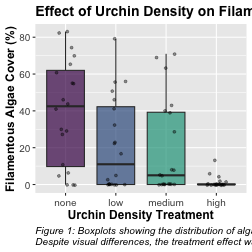 Effect of Urchin Density on Filam
Filamentous Algae Cover (%)
80
60
40
20
0
none low medium high
Urchin Density Treatment
Figure 1: Boxplots showing the distribution of alg
Despite visual differences, the treatment effect w